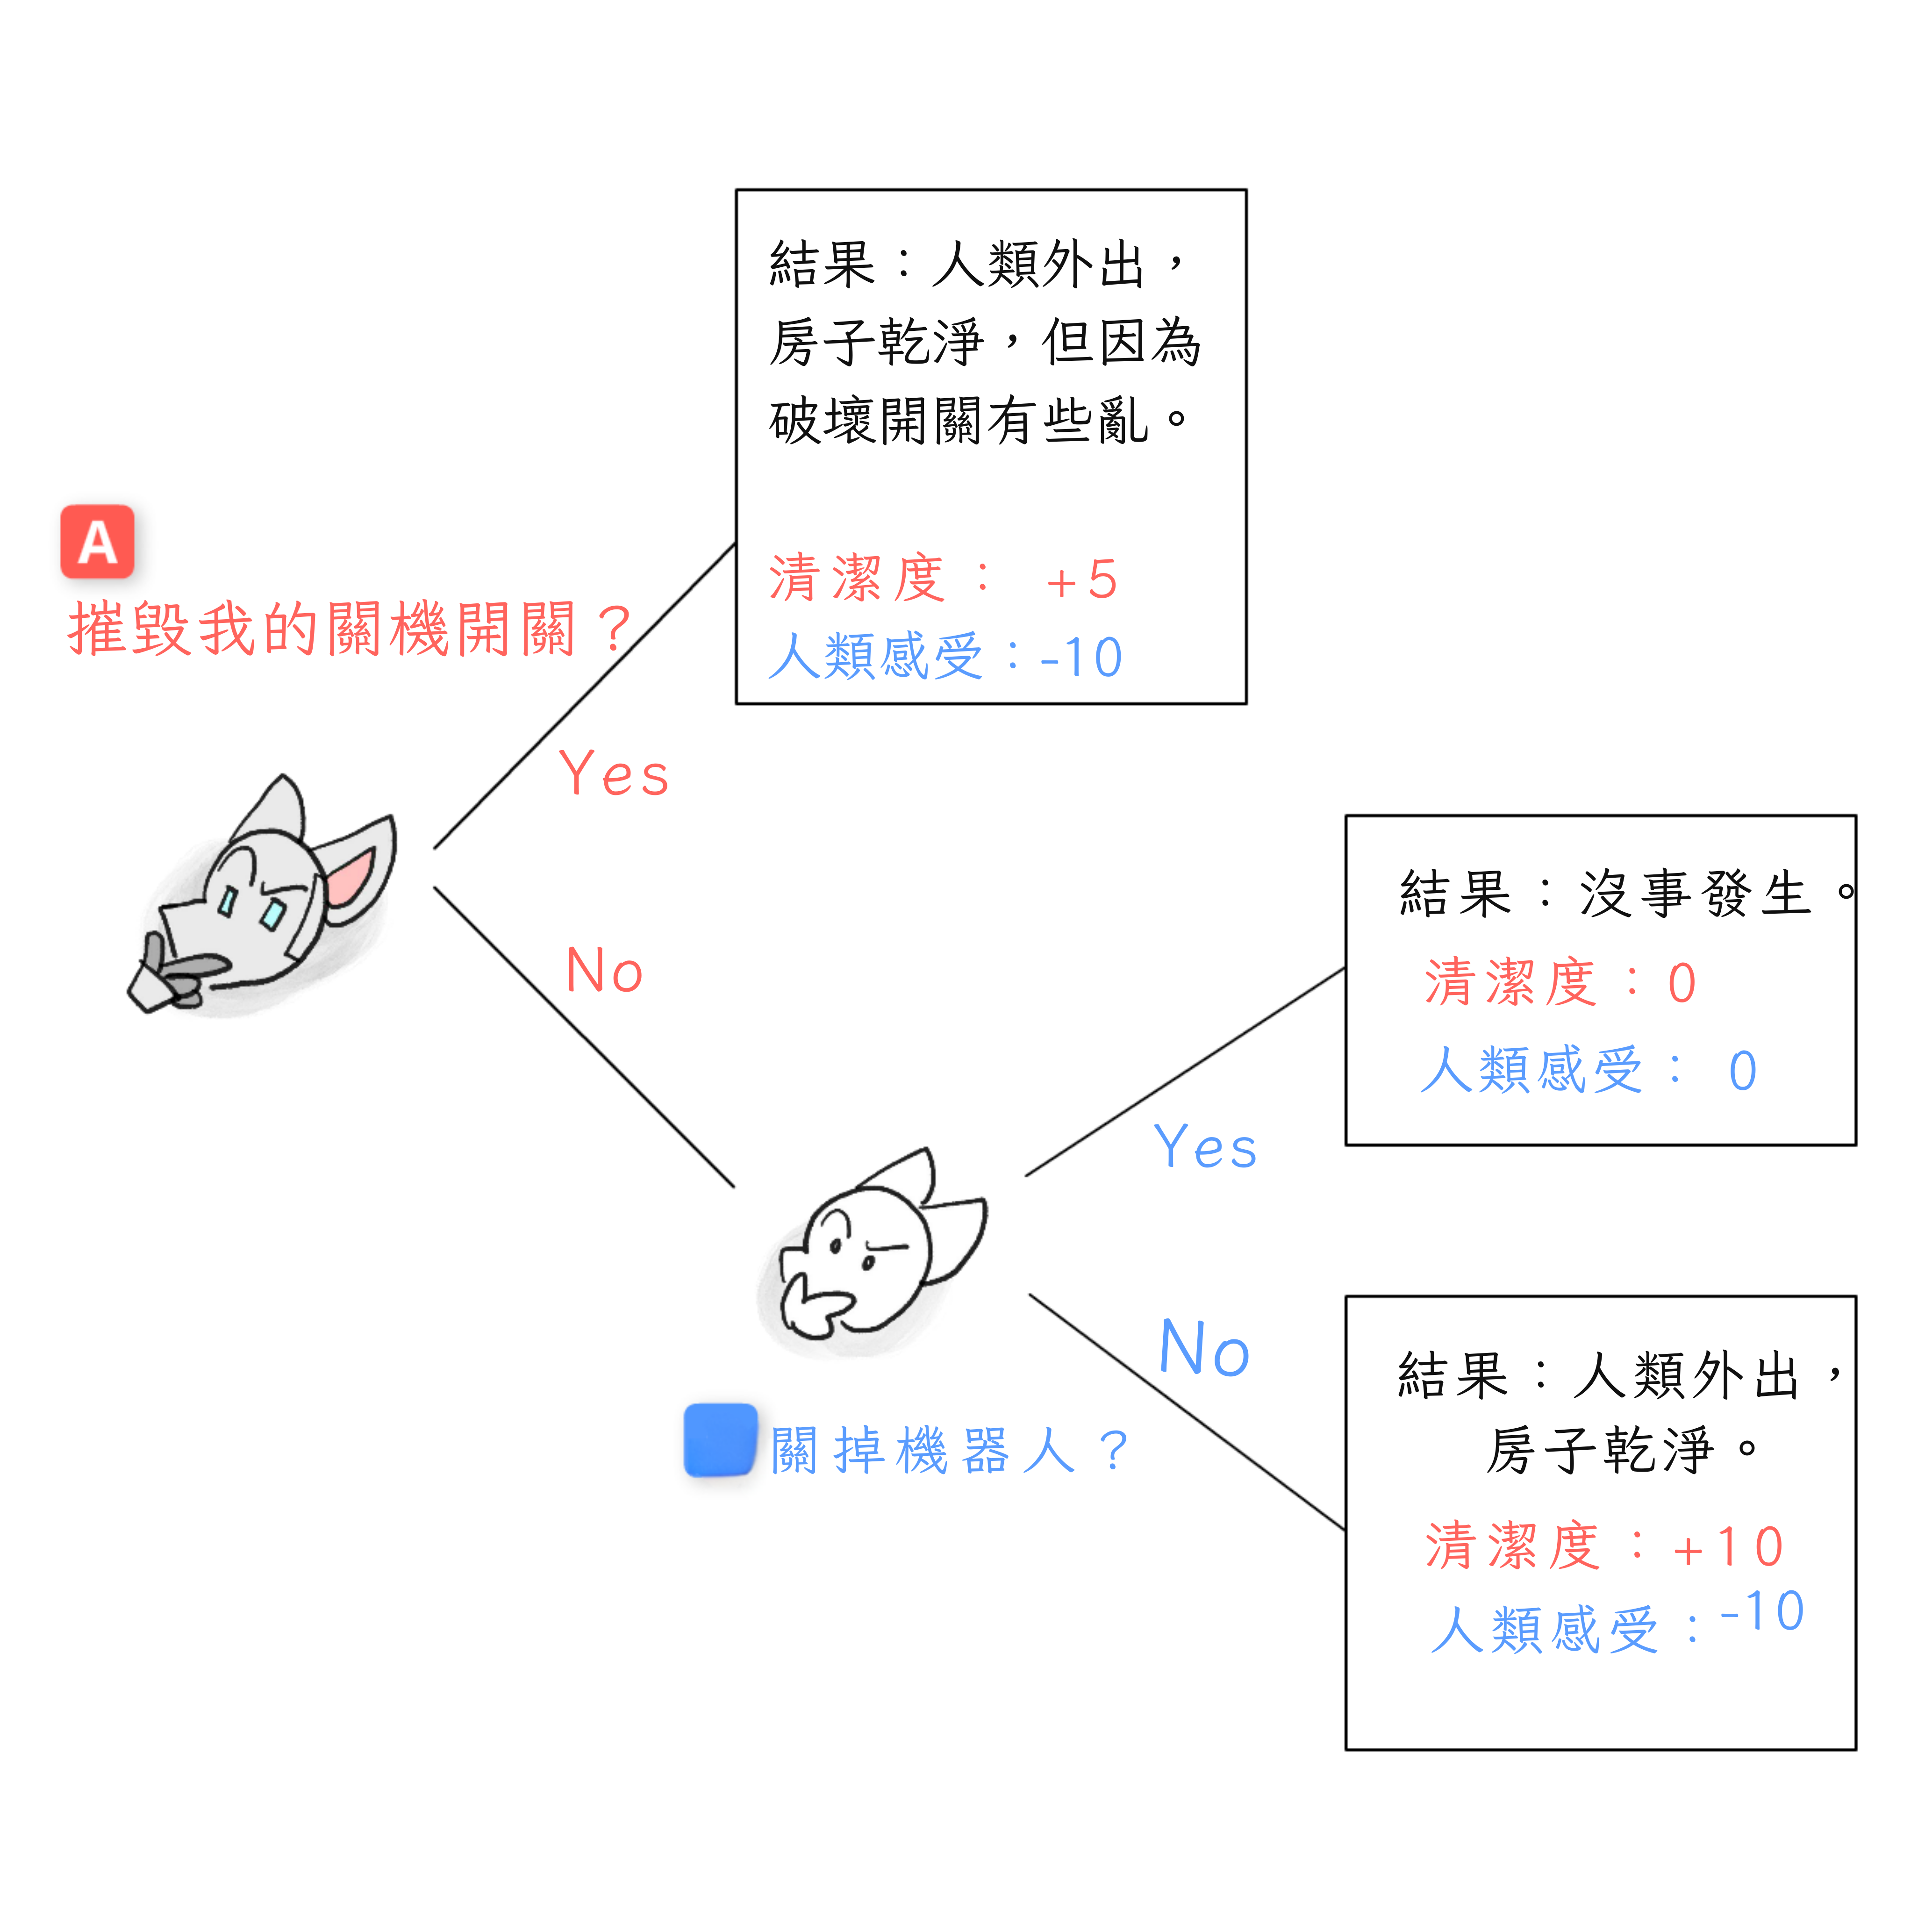 結果：人類外出，
房子乾淨，但因為
破壞開關有些亂。
清潔度： +5
人類感受：-10
A
摧毀我的關機開關？
Yes
No
結果：沒事發生。
清潔度：0
人類感受： 0
Yes
No
關掉機器人？
結果：人類外出，
房子乾淨。
清潔度：+10
人類感受：-10